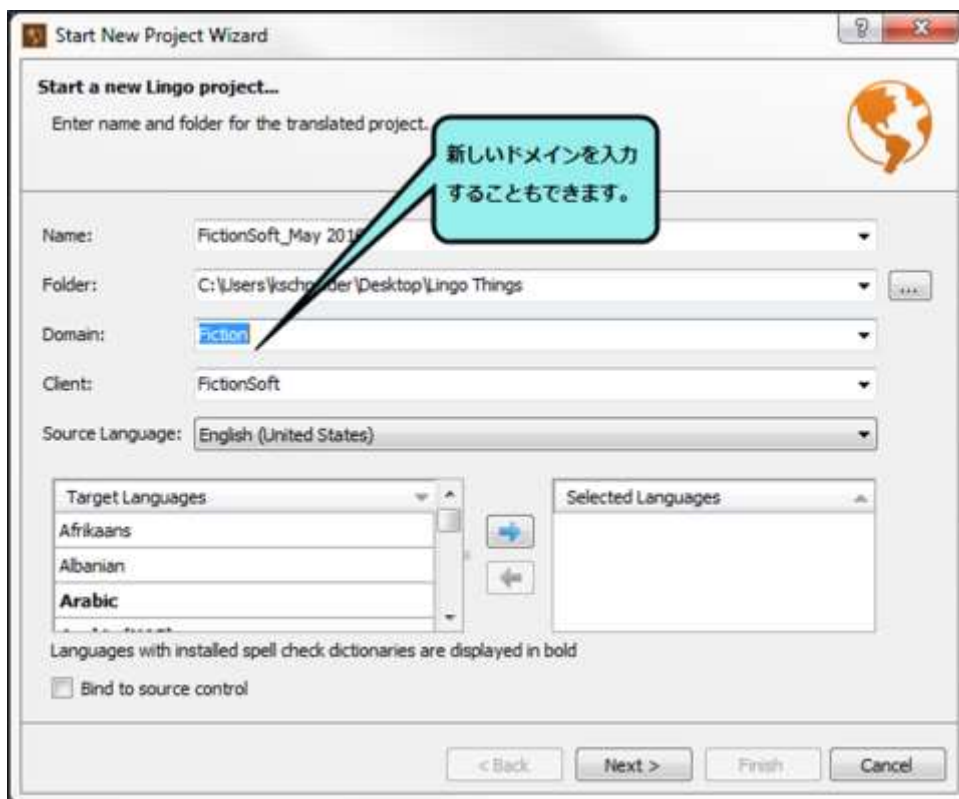 Start New Project Wizard
Start a new Lingo project...
Enter name and folder for the translated project.
新しいドメインを入力
することもできます。
Name: FictionSoft_May 201
Folder: C:\Users\ksch der\Desktop\Lingo Things
...
Domain: Fiction
Client: FictionSoft
Source Language: English (United States)
Target Languages
Selected Languages
Afrikaans
Albanian
Arabic
Languages with installed spell check dictionaries are displayed in bold
Bind to source control
< Back
Next >
Finish
Cancel